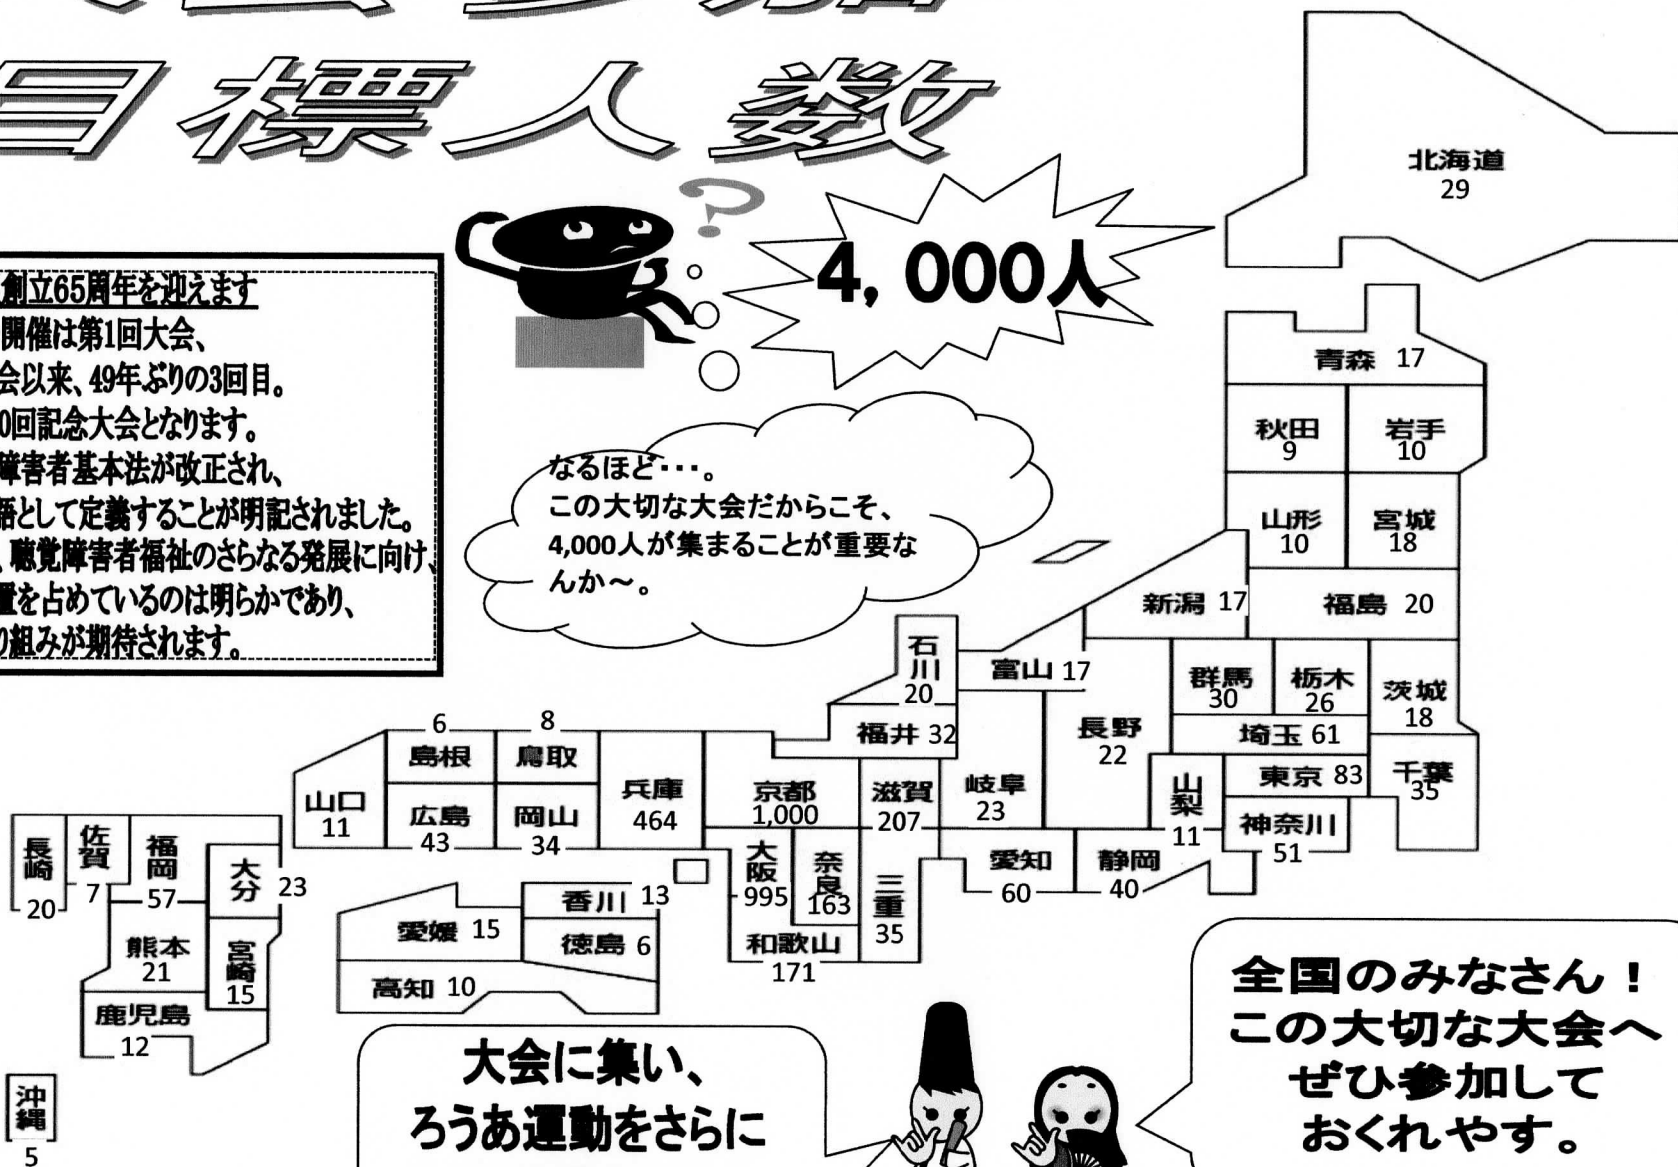 目標人数
4,000人
創立65周年を迎えます
開催は第1回大会、
会以来、49年ぶりの3回目。
0回記念大会となります。
障害者基本法が改正され、
語として定義することが明記されました。
、聴覚障害者福祉のさらなる発展に向け、
置を占めているのは明らかであり、
り組みが期待されます。
なるほど・・・。
この大切な大会だからこそ、
4,000人が集まることが重要な
んか～。
北海道
29
青森 17
秋田
9
岩手
10
山形
10
宮城
18
新潟 17
福島 20
石川
20
富山 17
群馬
30
栃木
26
茨城
18
福井 32
長野
22
埼玉 61
東京 83
千葉
35
山梨
11
神奈川
51
岐阜
23
愛知
60
静岡
40
滋賀
207
京都
1,000
兵庫
464
大阪
995
奈良
163
三重
35
和歌山
171
鳥取
8
島根
6
岡山
34
広島
43
山口
11
香川 13
愛媛 15
徳島 6
高知 10
福岡
57
佐賀
7
長崎
20
大分
23
熊本
21
宮崎
15
鹿児島
12
沖縄
5
大会に集い、
ろうあ運動をさらに
全国のみなさん！
この大切な大会へ
ぜひ参加して
おくれやす。